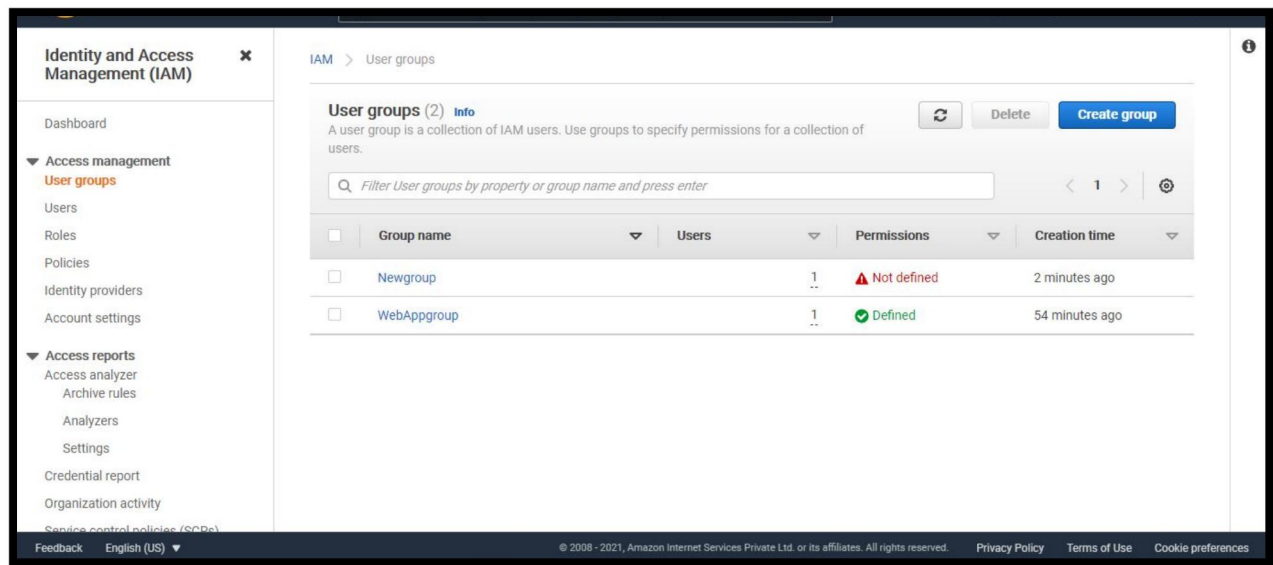 Identity and Access
Management (IAM)
Dashboard
Access management
User groups
Users
Roles
Policies
Identity providers
Account settings
Access reports
Access analyzer
Archive rules
Analyzers
Settings
Credential report
Organization activity
Service control policies (SCPs)
IAM > User groups
User groups (2) Info
A user group is a collection of IAM users. Use groups to specify permissions for a collection of
users.
Delete
Create group
Filter User groups by property or group name and press enter
1
Group name Users Permissions Creation time
Newgroup 1 Not defined 2 minutes ago
WebAppgroup 1 Defined 54 minutes ago
Feedback English (US) © 2008 - 2021, Amazon Internet Services Private Ltd. or its affiliates. All rights reserved. Privacy Policy Terms of Use Cookie preferences